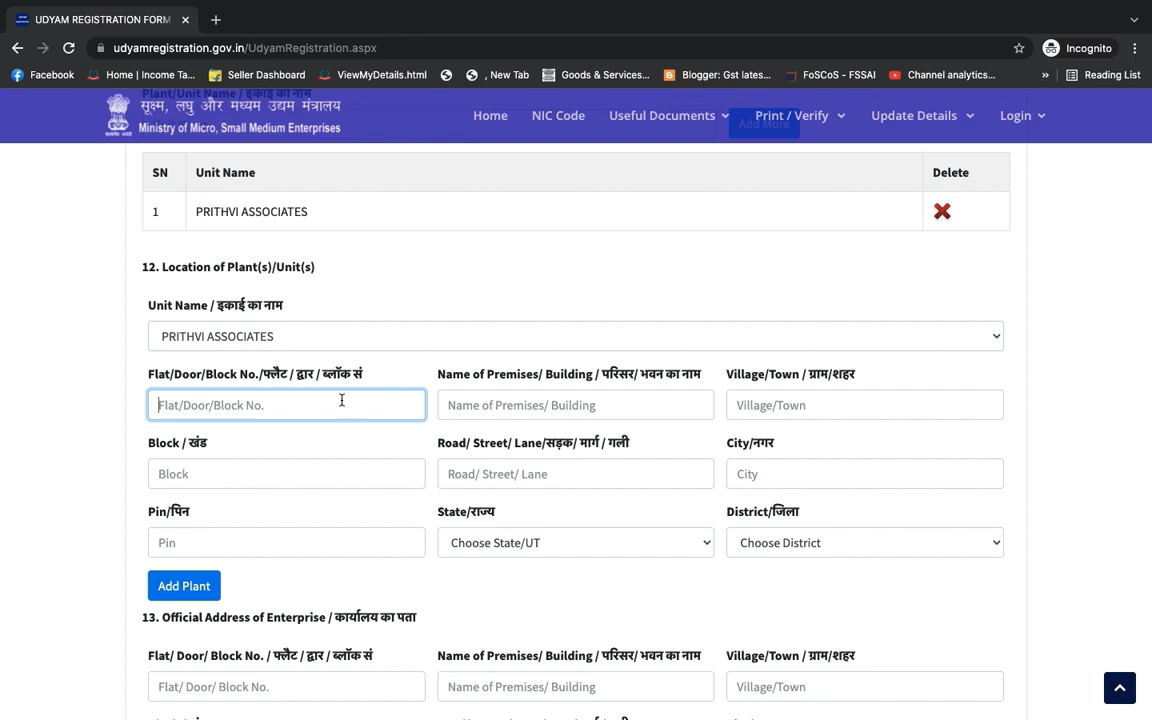 UDYAM REGISTRATION FORM
udyamregistration.gov.in/UdyamRegistration.aspx
Incognito
Facebook Home | Income Ta... Seller Dashboard ViewMyDetails.html , New Tab Goods & Services... Blogger: Gst lates... FoSCoS - FSSAI Channel analytics... » Reading List
Plant/Unit Name / इकाई का नाम
सूक्ष्म, लघु और मध्यम उद्यम मंत्रालय
Ministry of Micro, Small Medium Enterprises
Home NIC Code Useful Documents Print / Verify Update Details Login
Add More
SN Unit Name Delete
1 PRITHVI ASSOCIATES
12. Location of Plant(s)/Unit(s)
Unit Name / इकाई का नाम
PRITHVI ASSOCIATES
Flat/Door/Block No./फ्लैट / द्वार / ब्लॉक सं Name of Premises/ Building / परिसर/ भवन का नाम Village/Town / ग्राम/शहर
Flat/Door/Block No. Name of Premises/ Building Village/Town
Block / खंड Road/ Street/ Lane/सड़क/ मार्ग / गली City/नगर
Block Road/ Street/ Lane City
Pin/पिन State/राज्य District/जिला
Pin Choose State/UT Choose District
Add Plant
13. Official Address of Enterprise / कार्यालय का पता
Flat/ Door/ Block No. / फ्लैट / द्वार / ब्लॉक सं Name of Premises/ Building / परिसर/ भवन का नाम Village/Town / ग्राम/शहर
Flat/ Door/ Block No. Name of Premises/ Building Village/Town